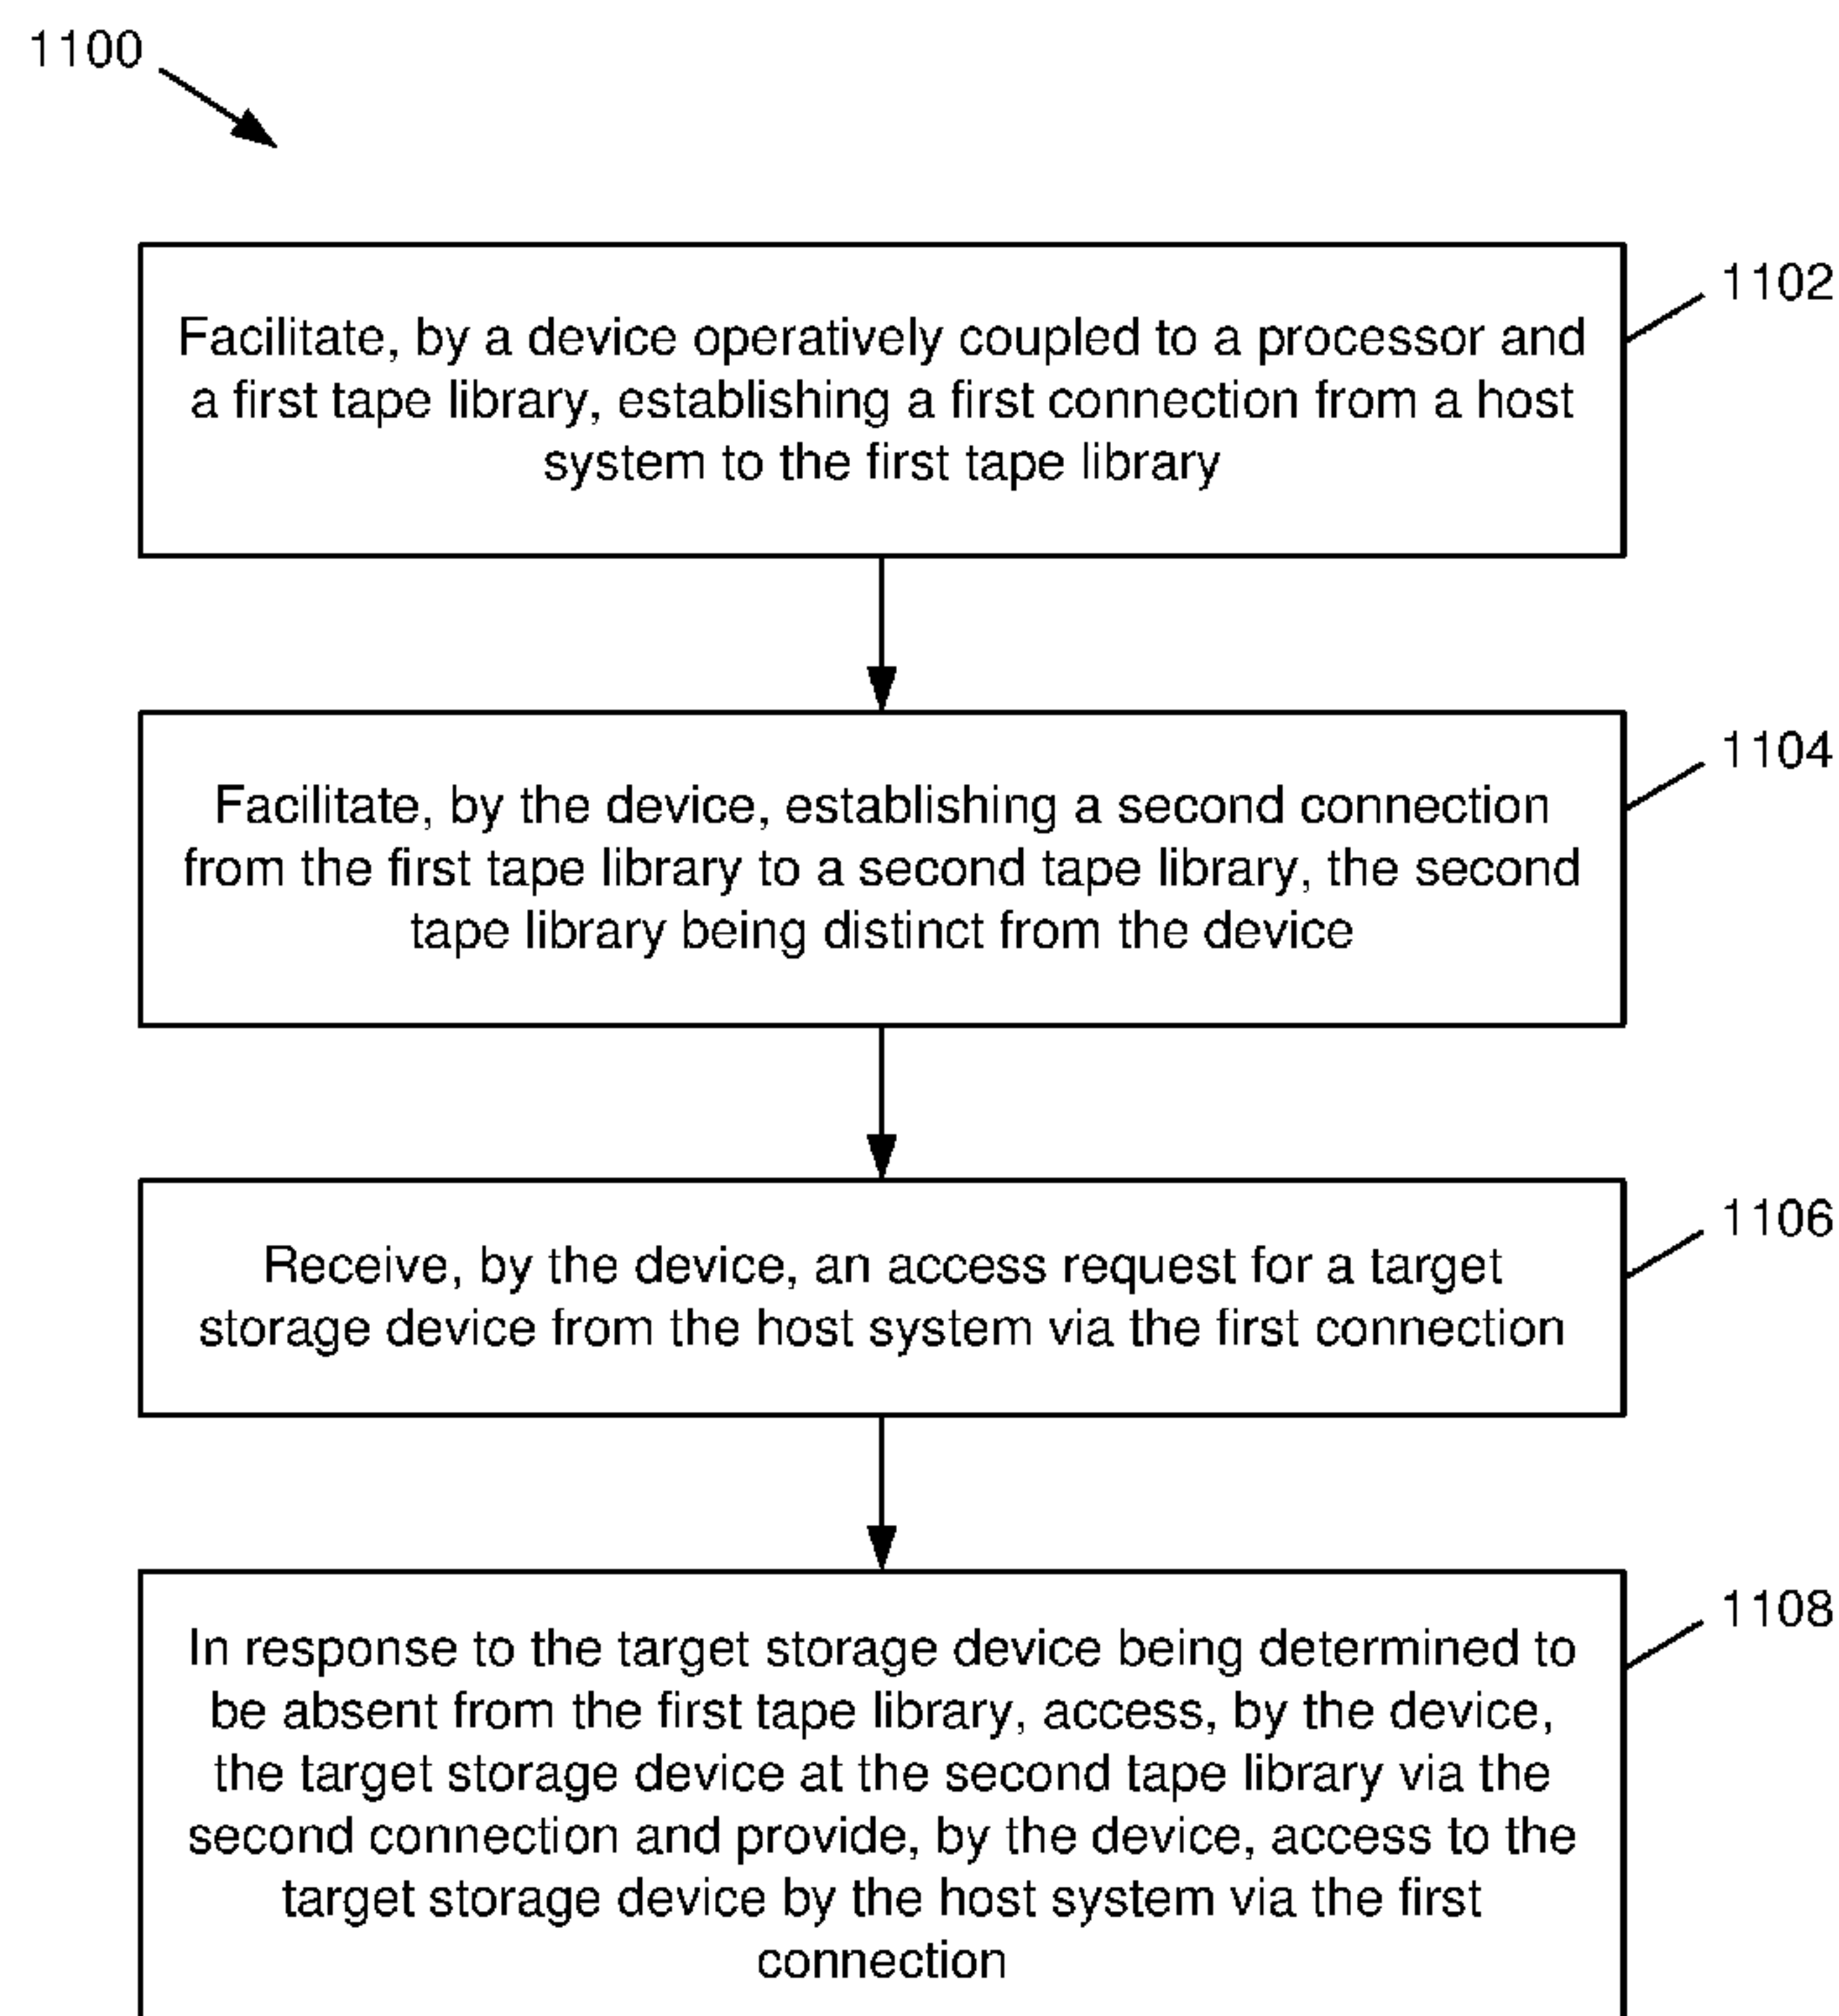 1100
1102
Facilitate, by a device operatively coupled to a processor and
a first tape library, establishing a first connection from a host
system to the first tape library
1104
Facilitate, by the device, establishing a second connection
from the first tape library to a second tape library, the second
tape library being distinct from the device
1106
Receive, by the device, an access request for a target
storage device from the host system via the first connection
1108
In response to the target storage device being determined to
be absent from the first tape library, access, by the device,
the target storage device at the second tape library via the
second connection and provide, by the device, access to the
target storage device by the host system via the first
connection